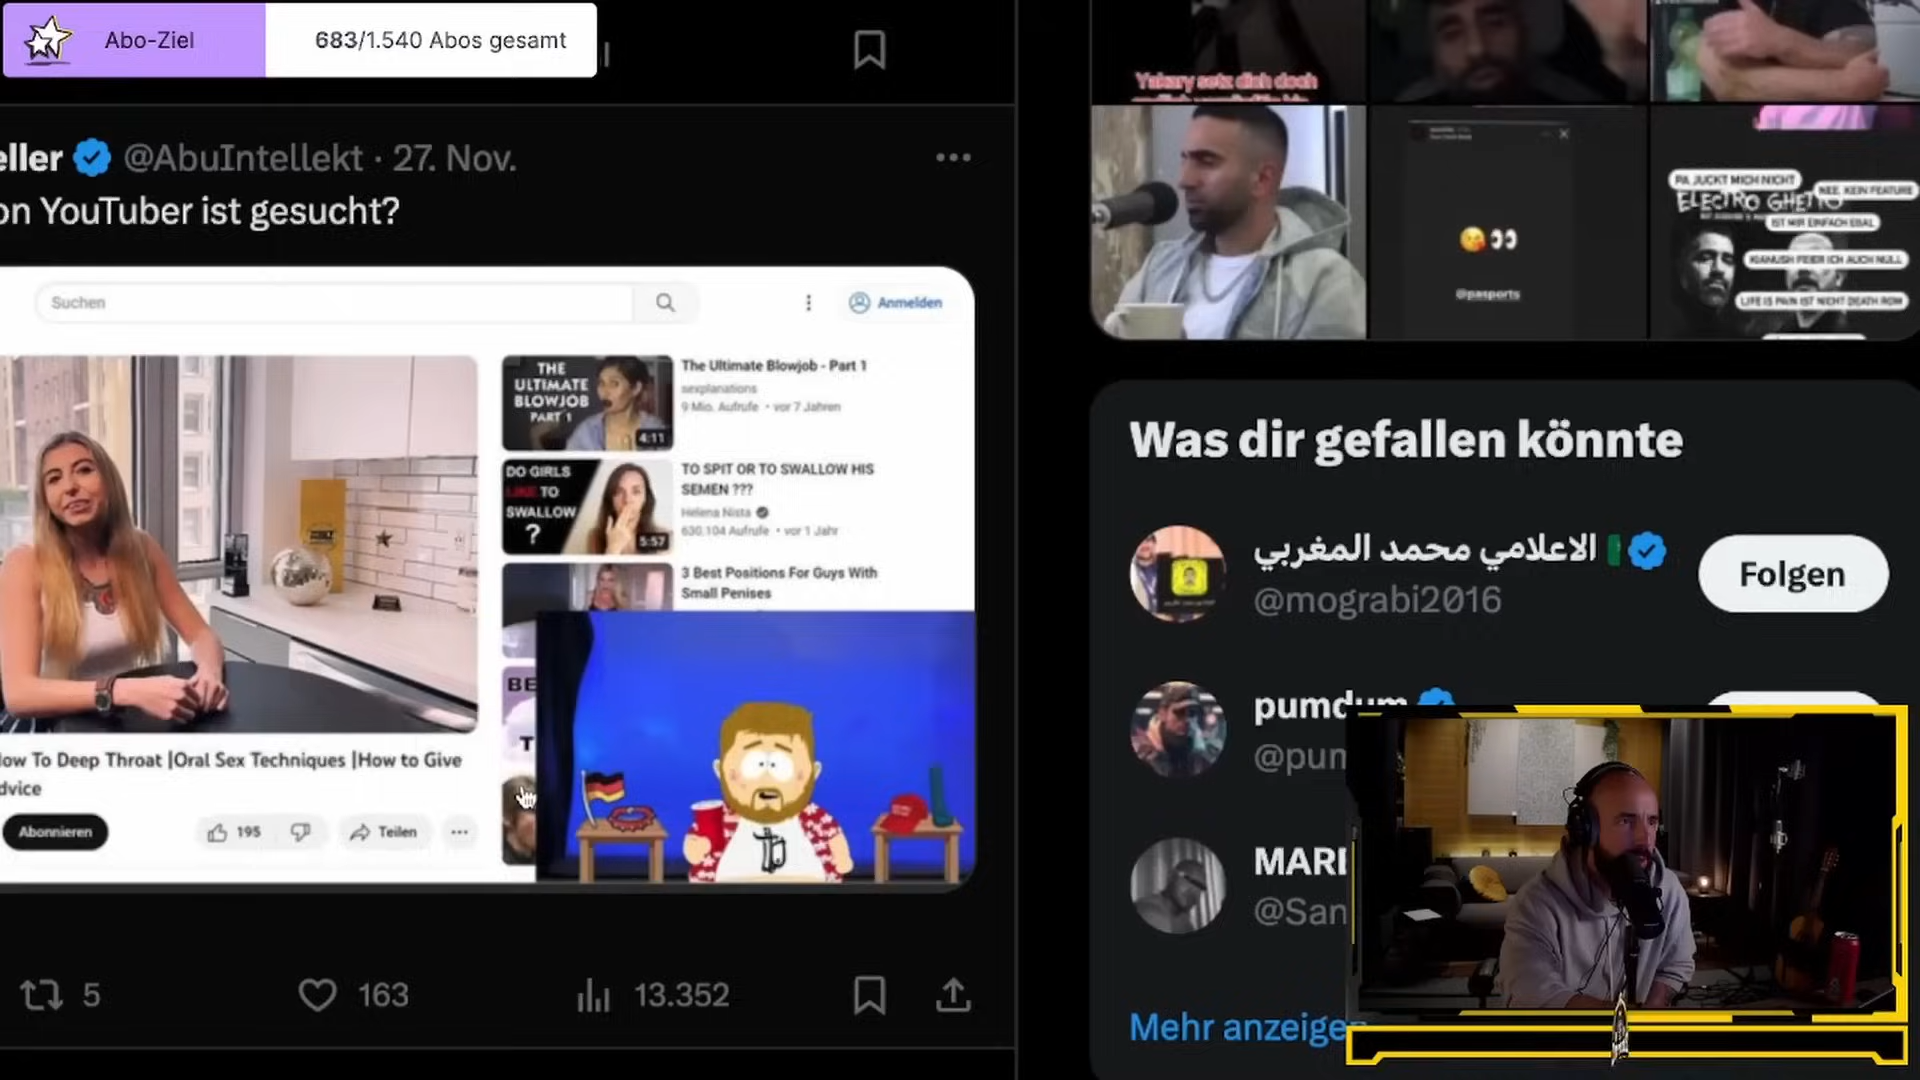 Abo-Ziel
683/1.540 Abos gesamt
eller @AbuIntellekt · 27. Nov.
on YouTuber ist gesucht?
Suchen
Anmelden
THE
ULTIMATE
BLOWJOB
PART 1
4:11
The Ultimate Blowjob - Part 1
sexplanations
9 Mio. Aufrufe • vor 7 Jahren
DO GIRLS
LIKE TO
SWALLOW
?
5:57
TO SPIT OR TO SWALLOW HIS
SEMEN ???
Helena Nista
630.104 Aufrufe • vor 1 Jahr
3 Best Positions For Guys With
Small Penises
BE
T
How To Deep Throat |Oral Sex Techniques |How to Give
dvice
Abonnieren
195
Teilen
5
163
13.352
Yakary setz dich doch
@pasports
PA JUCKT MICH NICHT
NEE, KEIN FEATURE
ELECTRO GHETTO
IST MIR EINFACH EGAL
KIANUSH FEIER ICH AUCH NULL
LIFE IS PAIN IST NICHT DEATH ROW
Was dir gefallen könnte
الاعلامي محمد المغربي
@mograbi2016
Folgen
pumdum
@pum
MARI
@San
Mehr anzeigen